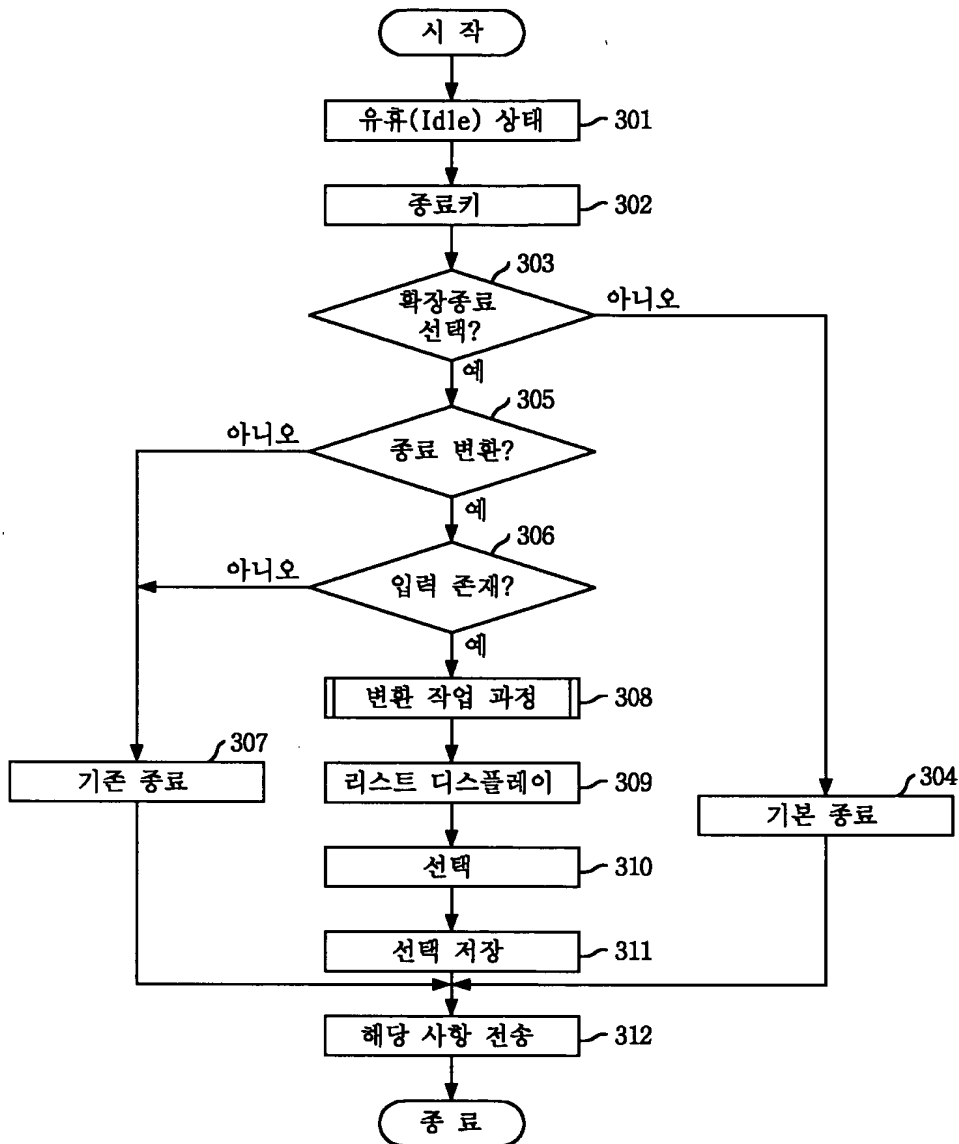 시 작
유휴(Idle) 상태
301
종료키
302
303
확장종료
선택?
아니오
예
305
아니오
종료 변환?
예
306
아니오
입력 존재?
예
변환 작업 과정
308
307
기존 종료
리스트 디스플레이
309
304
기본 종료
선택
310
선택 저장
311
해당 사항 전송
312
종 료